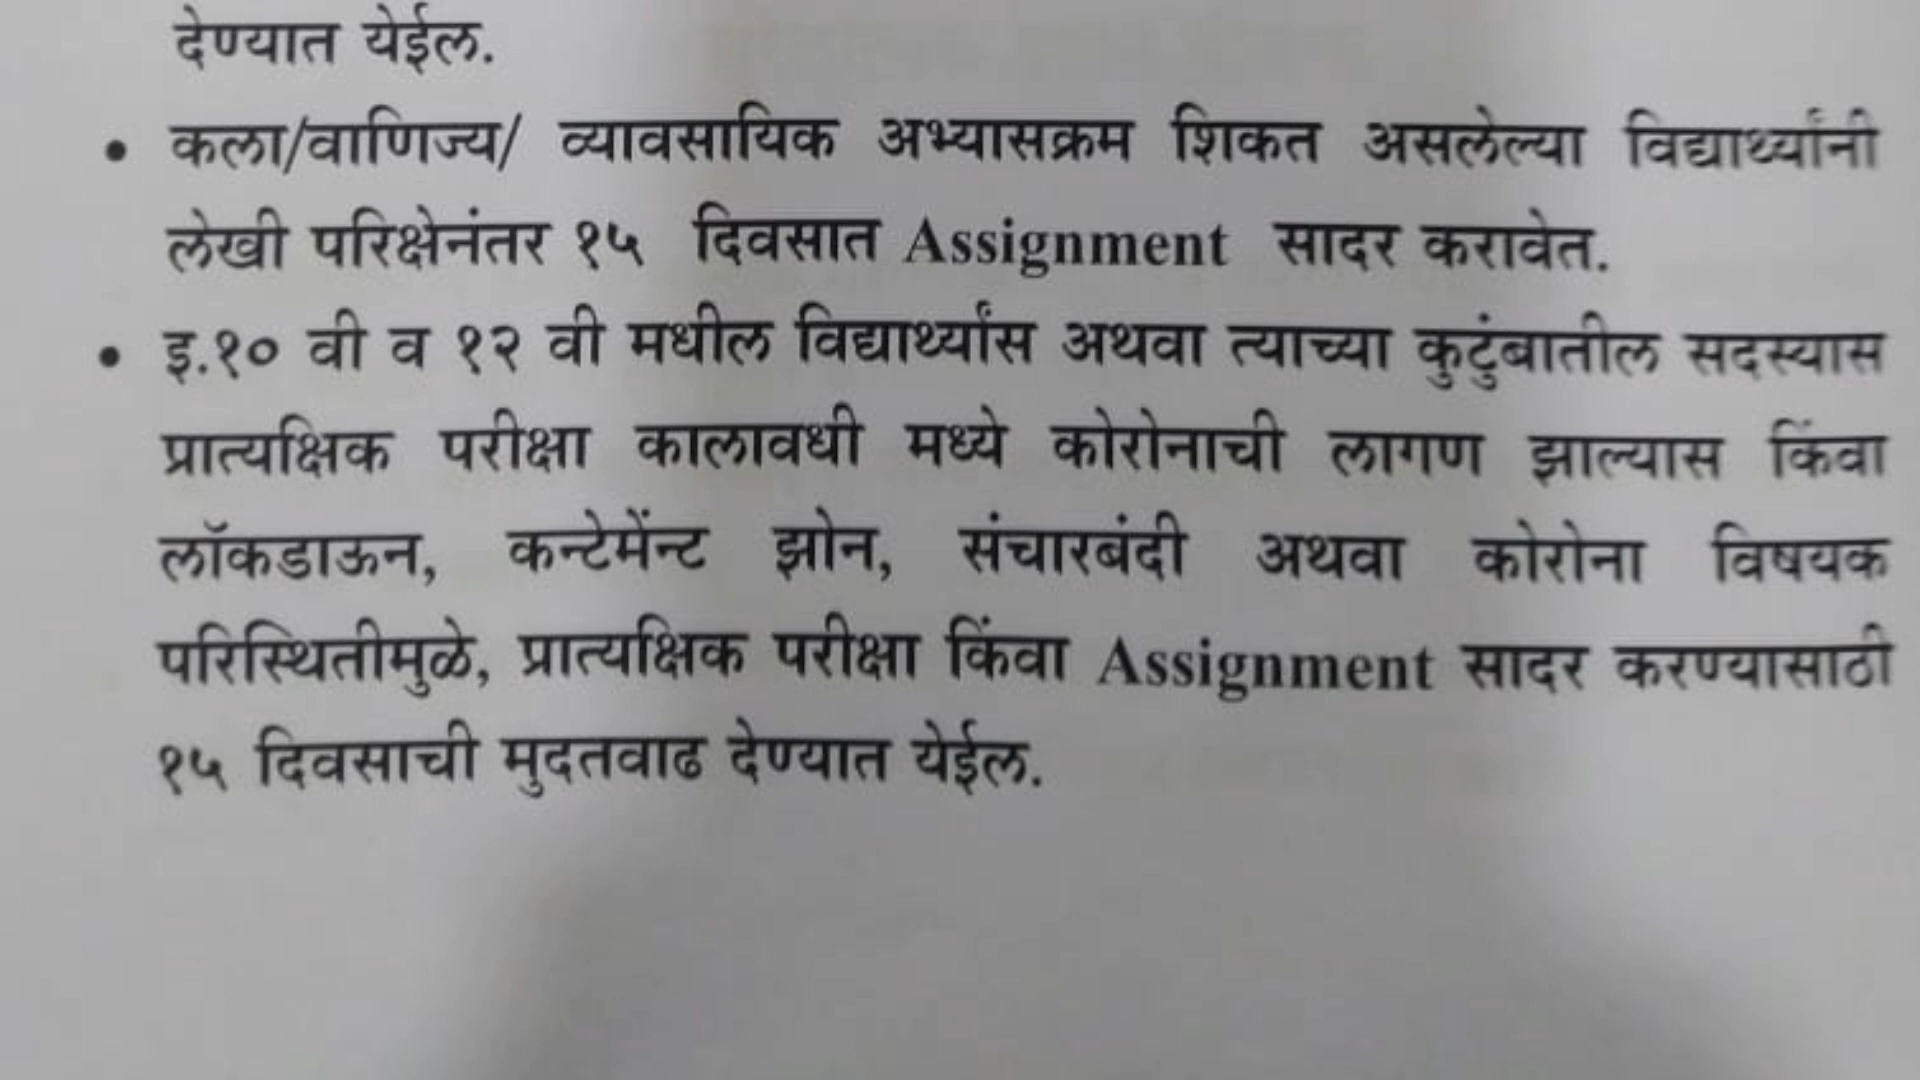 देण्यात येईल.
• कला/वाणिज्य/ व्यावसायिक अभ्यासक्रम शिकत असलेल्या विद्यार्थ्यांनी
लेखी परिक्षेनंतर १५ दिवसात Assignment सादर करावेत.
• इ.१० वी व १२ वी मधील विद्यार्थ्यांस अथवा त्याच्या कुटुंबातील सदस्यास
प्रात्यक्षिक परीक्षा कालावधी मध्ये कोरोनाची लागण झाल्यास किंवा
लॉकडाऊन, कन्टेमेंन्ट झोन, संचारबंदी अथवा कोरोना विषयक
परिस्थितीमुळे, प्रात्यक्षिक परीक्षा किंवा Assignment सादर करण्यासाठी
१५ दिवसाची मुदतवाढ देण्यात येईल.